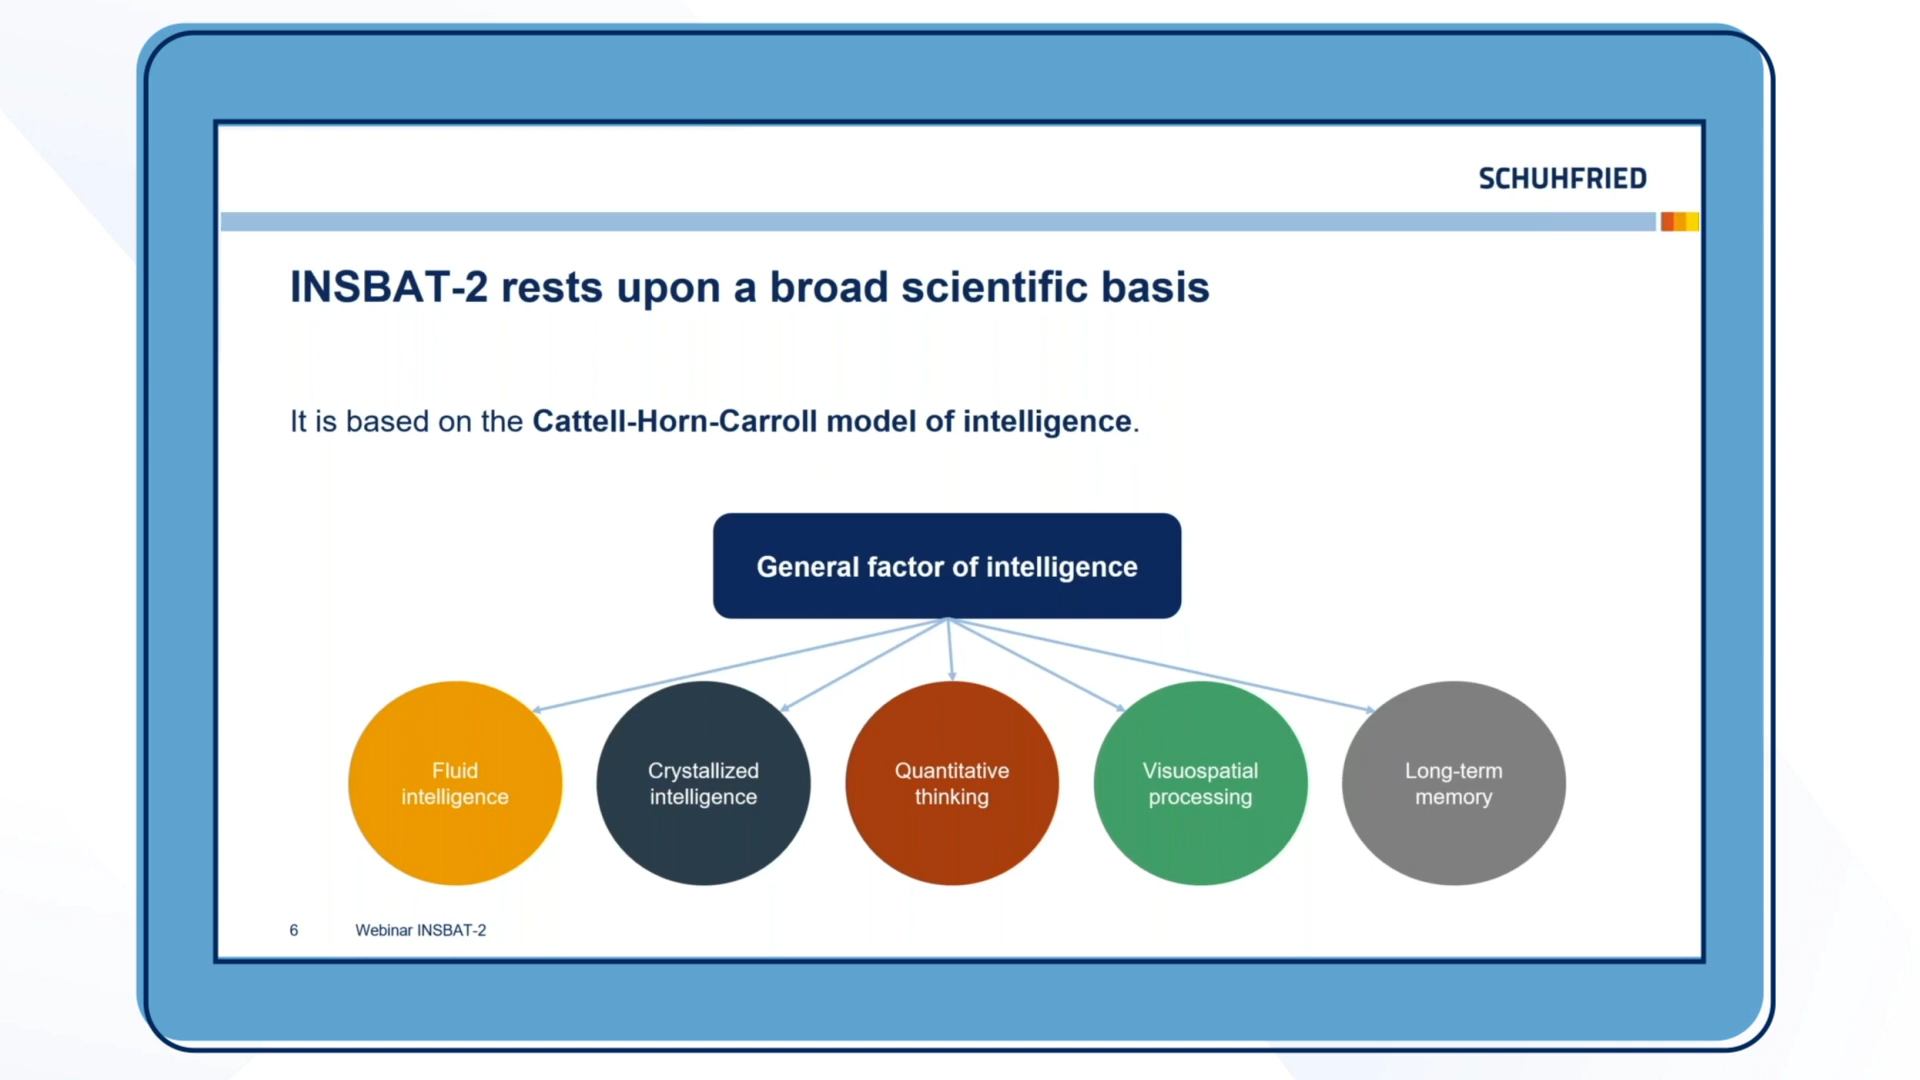 SCHUHFRIED
INSBAT-2 rests upon a broad scientific basis
It is based on the Cattell-Horn-Carroll model of intelligence.
General factor of intelligence
Fluid
intelligence
Crystallized
intelligence
Quantitative
thinking
Visuospatial
processing
Long-term
memory
6 Webinar INSBAT-2